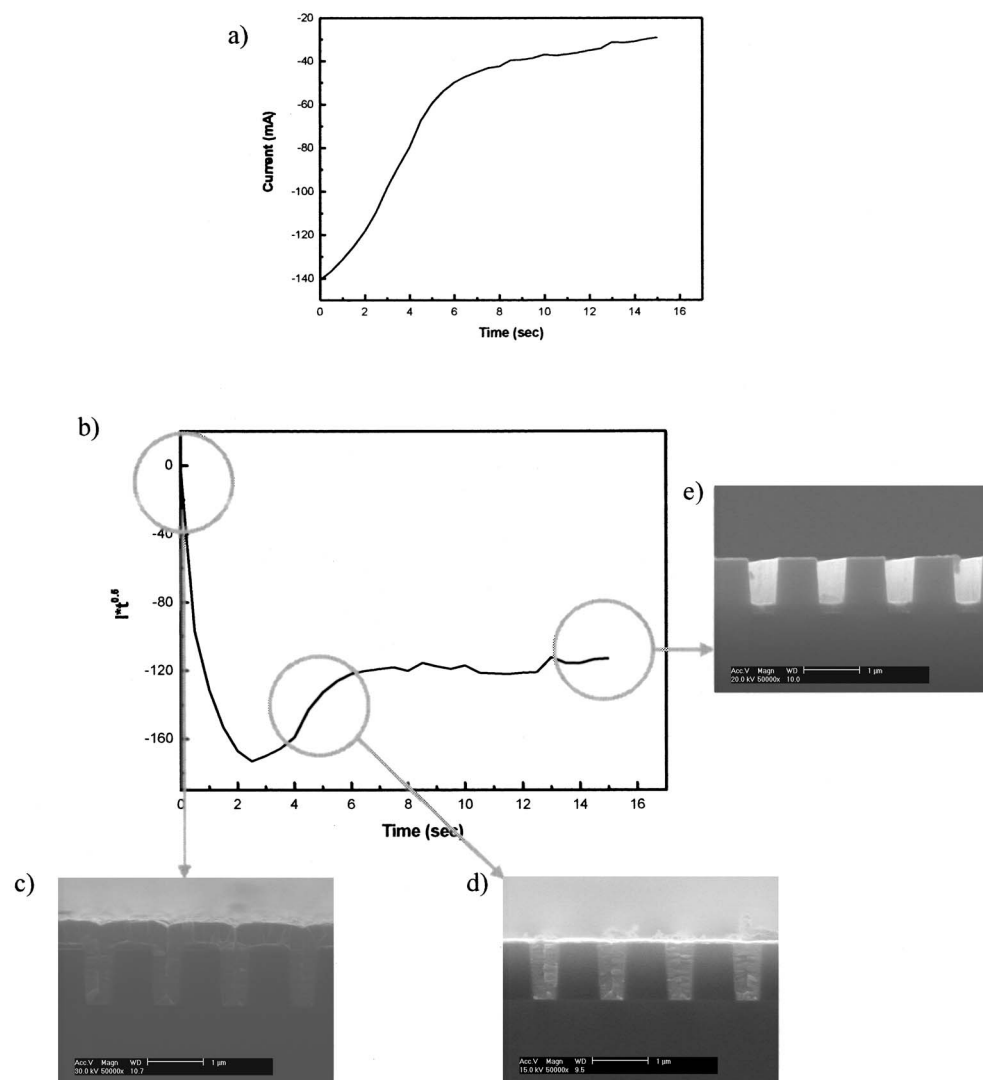 a)
-20
-40
-60
-80
-100
-120
-140
Current (mA)
0 2 4 6 8 10 12 14 16
Time (sec)
b)
0
-40
-80
-120
-160
I*t^0.6
0 2 4 6 8 10 12 14 16
Time (sec)
e)
Acc.V Magn WD 1 µm
20.0 kV 50000x 10.0
c)
Acc.V Magn WD 1 µm
30.0 kV 50000x 10.7
d)
Acc.V Magn WD 1 µm
15.0 kV 50000x 9.5